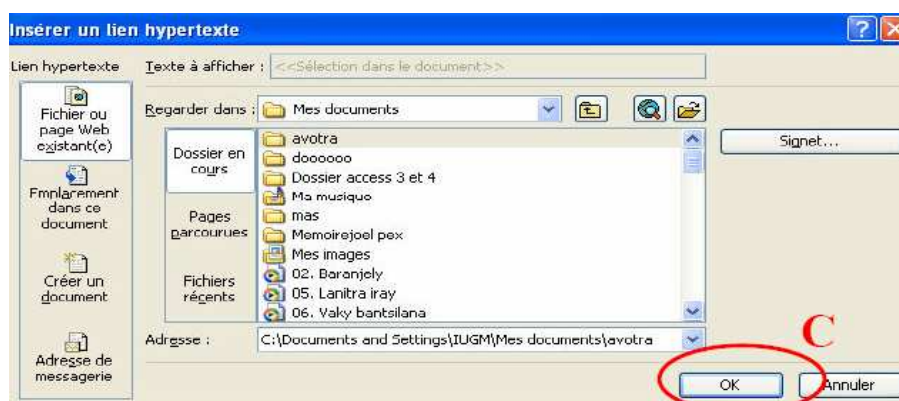 Insérer un lien hypertexte
Lien hypertexte
Texte à afficher : <<Sélection dans le document>>
Fichier ou
page Web
existant(e)
Emplacement
dans ce
document
Créer un
document
Adresse de
messagerie
Regarder dans : Mes documents
Dossier en
cours
Pages
parcourues
Fichiers
récents
avotra
doooooo
Dossier access 3 et 4
Ma musique
mas
Memoirejoel pex
Mes images
02. Baranjely
05. Lanitra iray
06. Vaky bantsilana
Signet...
Adresse : C:\Documents and Settings\IUGM\Mes documents\avotra
C
OK
Annuler